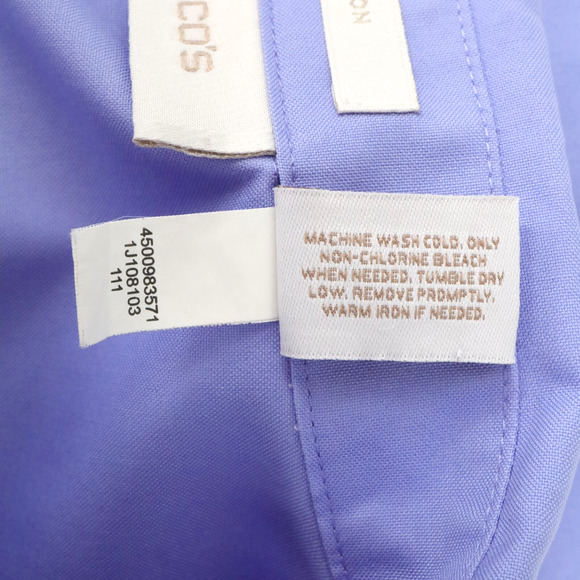 CO'S
ON
MACHINE WASH COLD. ONLY
NON-CHLORINE BLEACH
WHEN NEEDED. TUMBLE DRY
LOW. REMOVE PROMPTLY.
WARM IRON IF NEEDED.
4500983571
1J108103
111